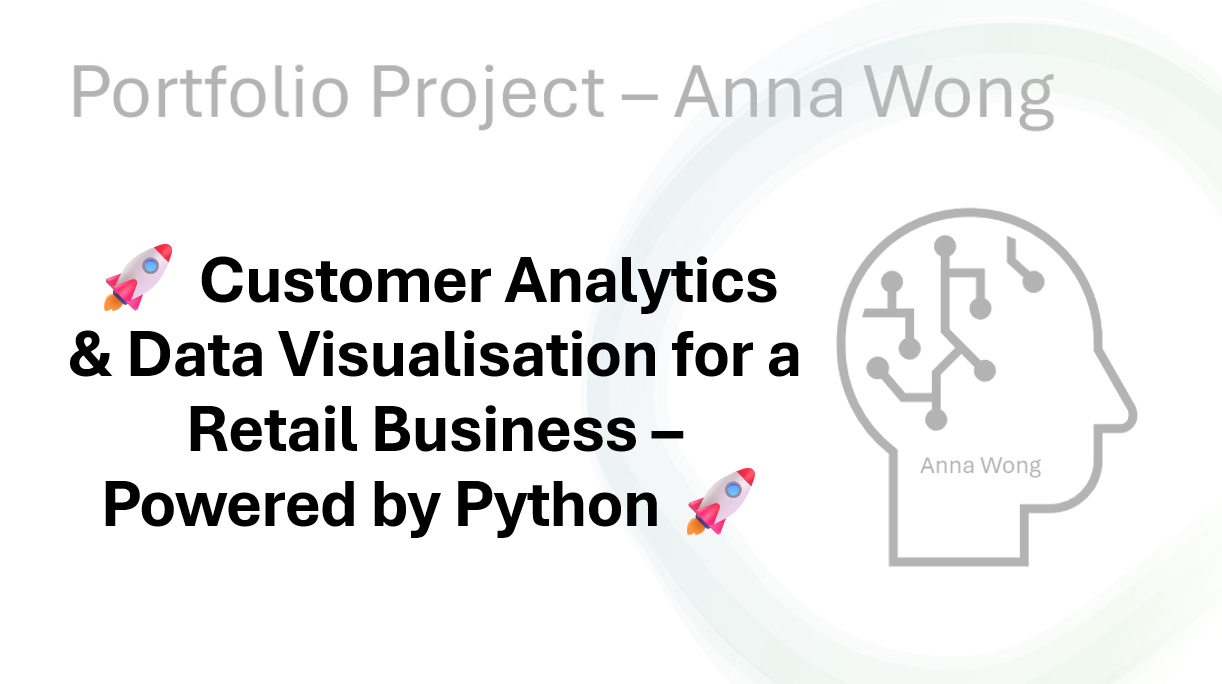 Portfolio Project – Anna Wong
🚀 Customer Analytics
& Data Visualisation for a
Retail Business –
Powered by Python 🚀
Anna Wong